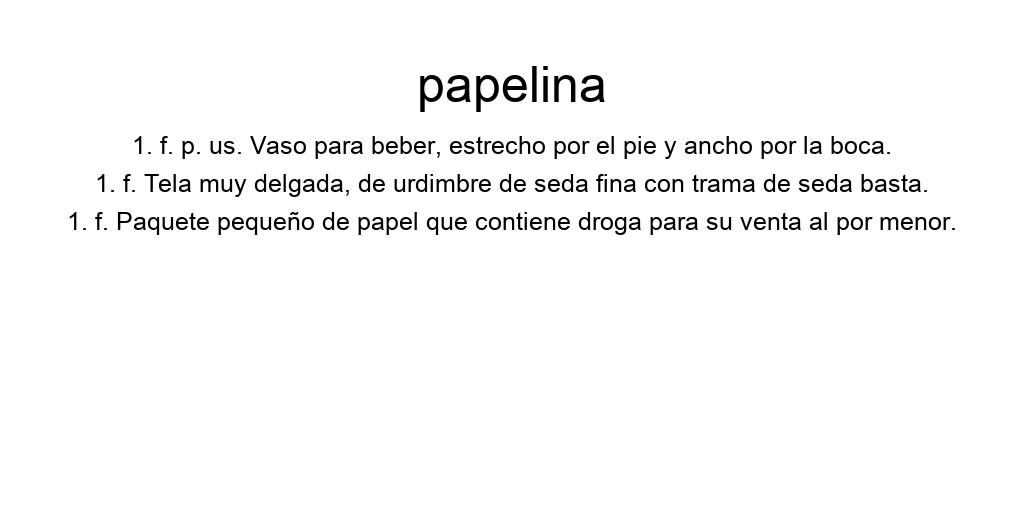 papelina
1. f. p. us. Vaso para beber, estrecho por el pie y ancho por la boca.
1. f. Tela muy delgada, de urdimbre de seda fina con trama de seda basta.
1. f. Paquete pequeño de papel que contiene droga para su venta al por menor.